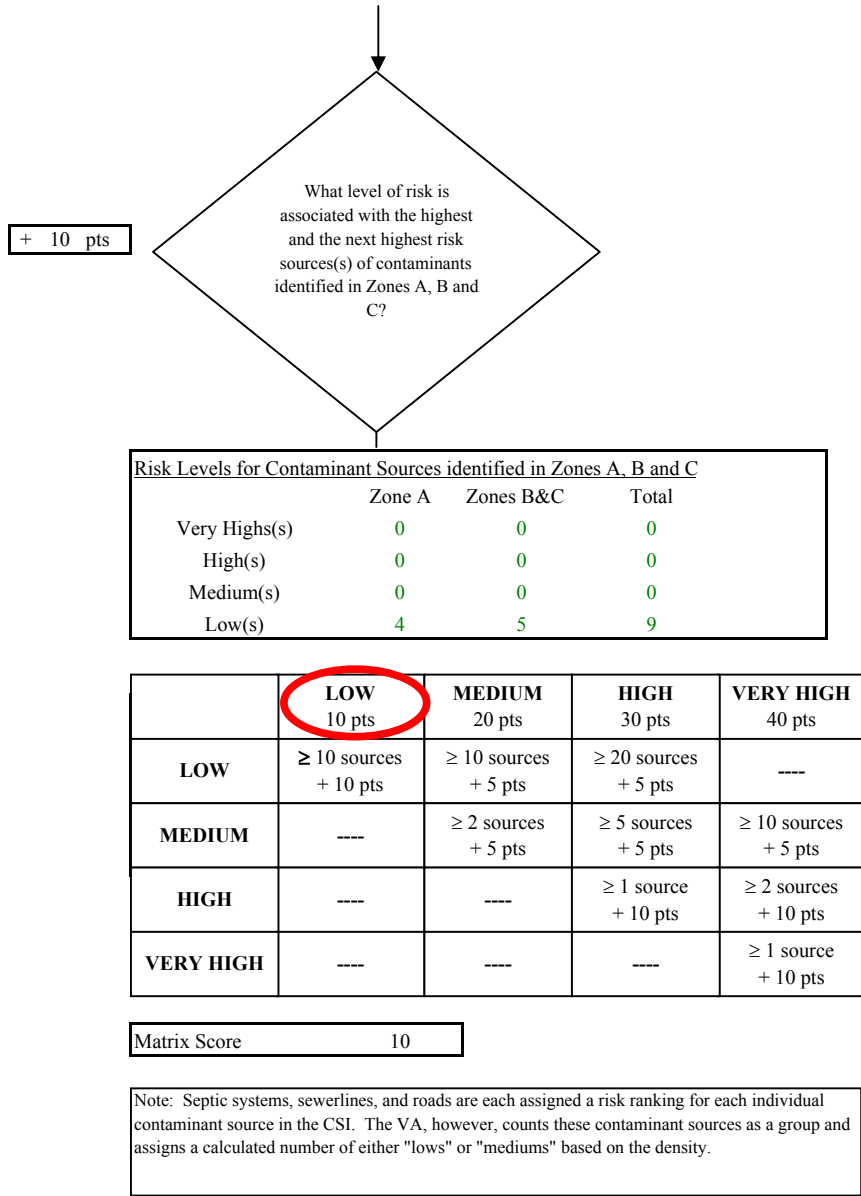 What level of risk is
associated with the highest
and the next highest risk
sources(s) of contaminants
identified in Zones A, B and
C?
+ 10 pts
Risk Levels for Contaminant Sources identified in Zones A, B and C
Zone A Zones B&C Total
Very Highs(s) 0 0 0
High(s) 0 0 0
Medium(s) 0 0 0
Low(s) 4 5 9
LOW MEDIUM HIGH VERY HIGH
10 pts 20 pts 30 pts 40 pts
LOW ≥ 10 sources ≥ 10 sources ≥ 20 sources ----
+ 10 pts + 5 pts + 5 pts
MEDIUM ---- ≥ 2 sources ≥ 5 sources ≥ 10 sources
+ 5 pts + 5 pts + 5 pts
HIGH ---- ---- ≥ 1 source ≥ 2 sources
+ 10 pts + 10 pts
VERY HIGH ---- ---- ---- ≥ 1 source
+ 10 pts
Matrix Score 10
Note: Septic systems, sewerlines, and roads are each assigned a risk ranking for each individual
contaminant source in the CSI. The VA, however, counts these contaminant sources as a group and
assigns a calculated number of either "lows" or "mediums" based on the density.